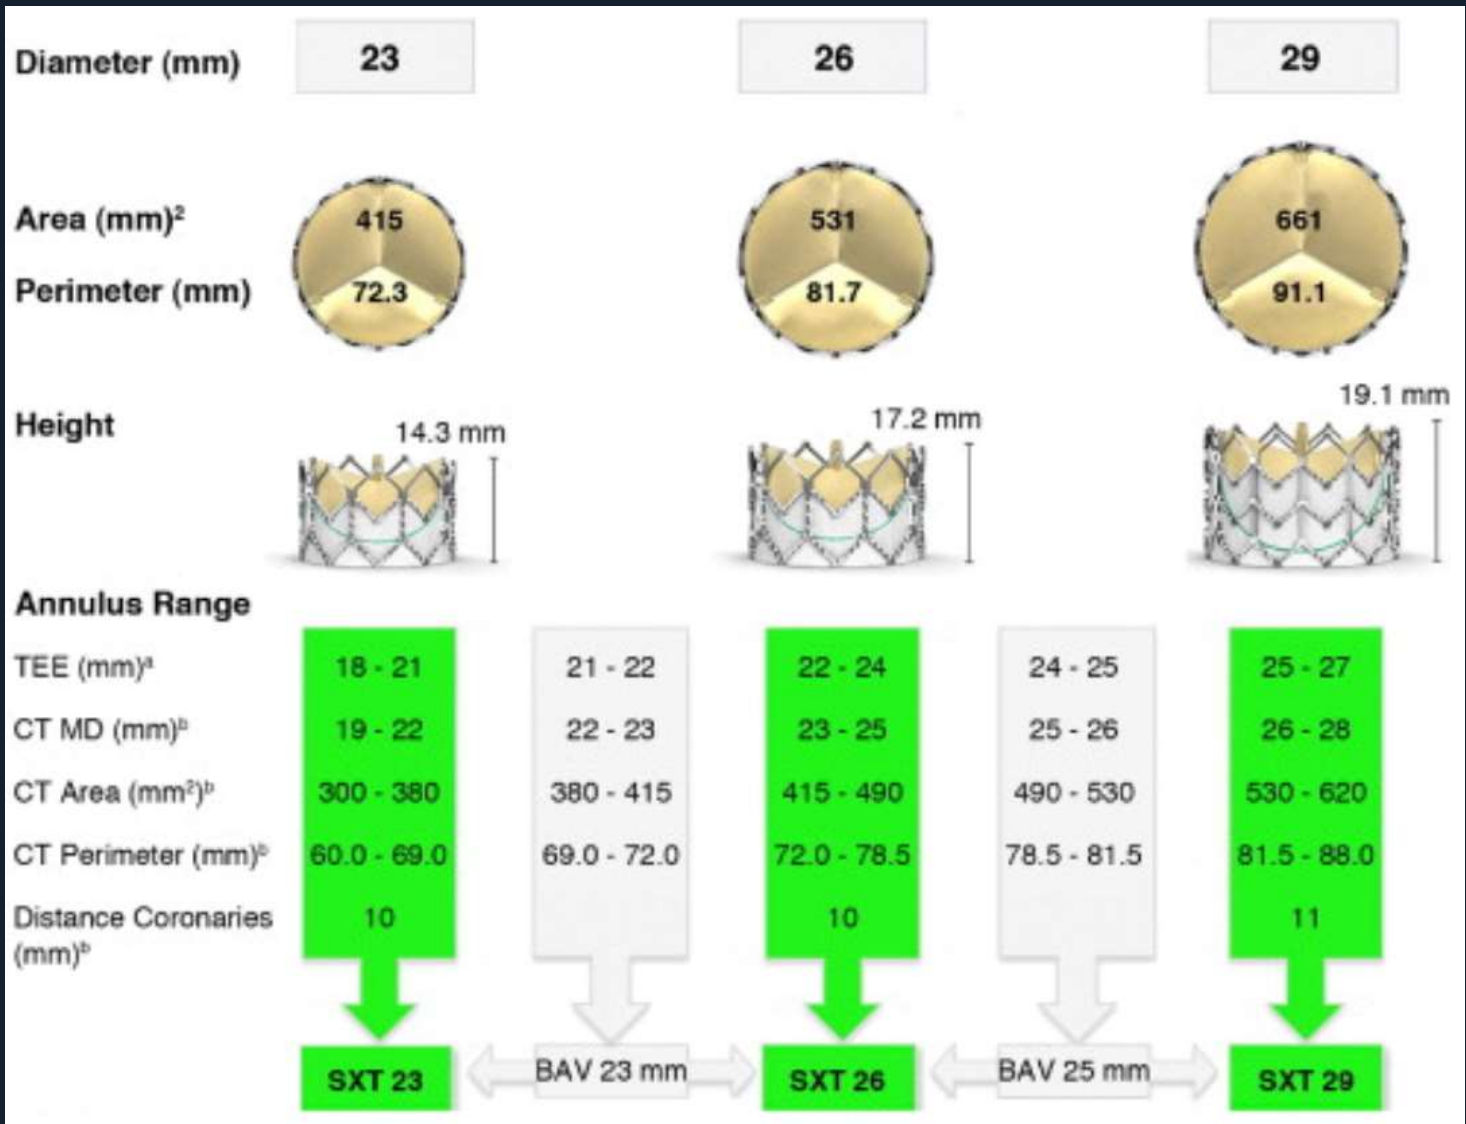 Diameter (mm) 23 26 29
Area (mm)² 415 531 661
Perimeter (mm) 72.3 81.7 91.1
Height 14.3 mm 17.2 mm 19.1 mm
Annulus Range
TEE (mm)ᵃ 18 - 21 21 - 22 22 - 24 24 - 25 25 - 27
CT MD (mm)ᵇ 19 - 22 22 - 23 23 - 25 25 - 26 26 - 28
CT Area (mm²)ᵇ 300 - 380 380 - 415 415 - 490 490 - 530 530 - 620
CT Perimeter (mm)ᵇ 60.0 - 69.0 69.0 - 72.0 72.0 - 78.5 78.5 - 81.5 81.5 - 88.0
Distance Coronaries 10 10 11
(mm)ᵇ
SXT 23 BAV 23 mm SXT 26 BAV 25 mm SXT 29